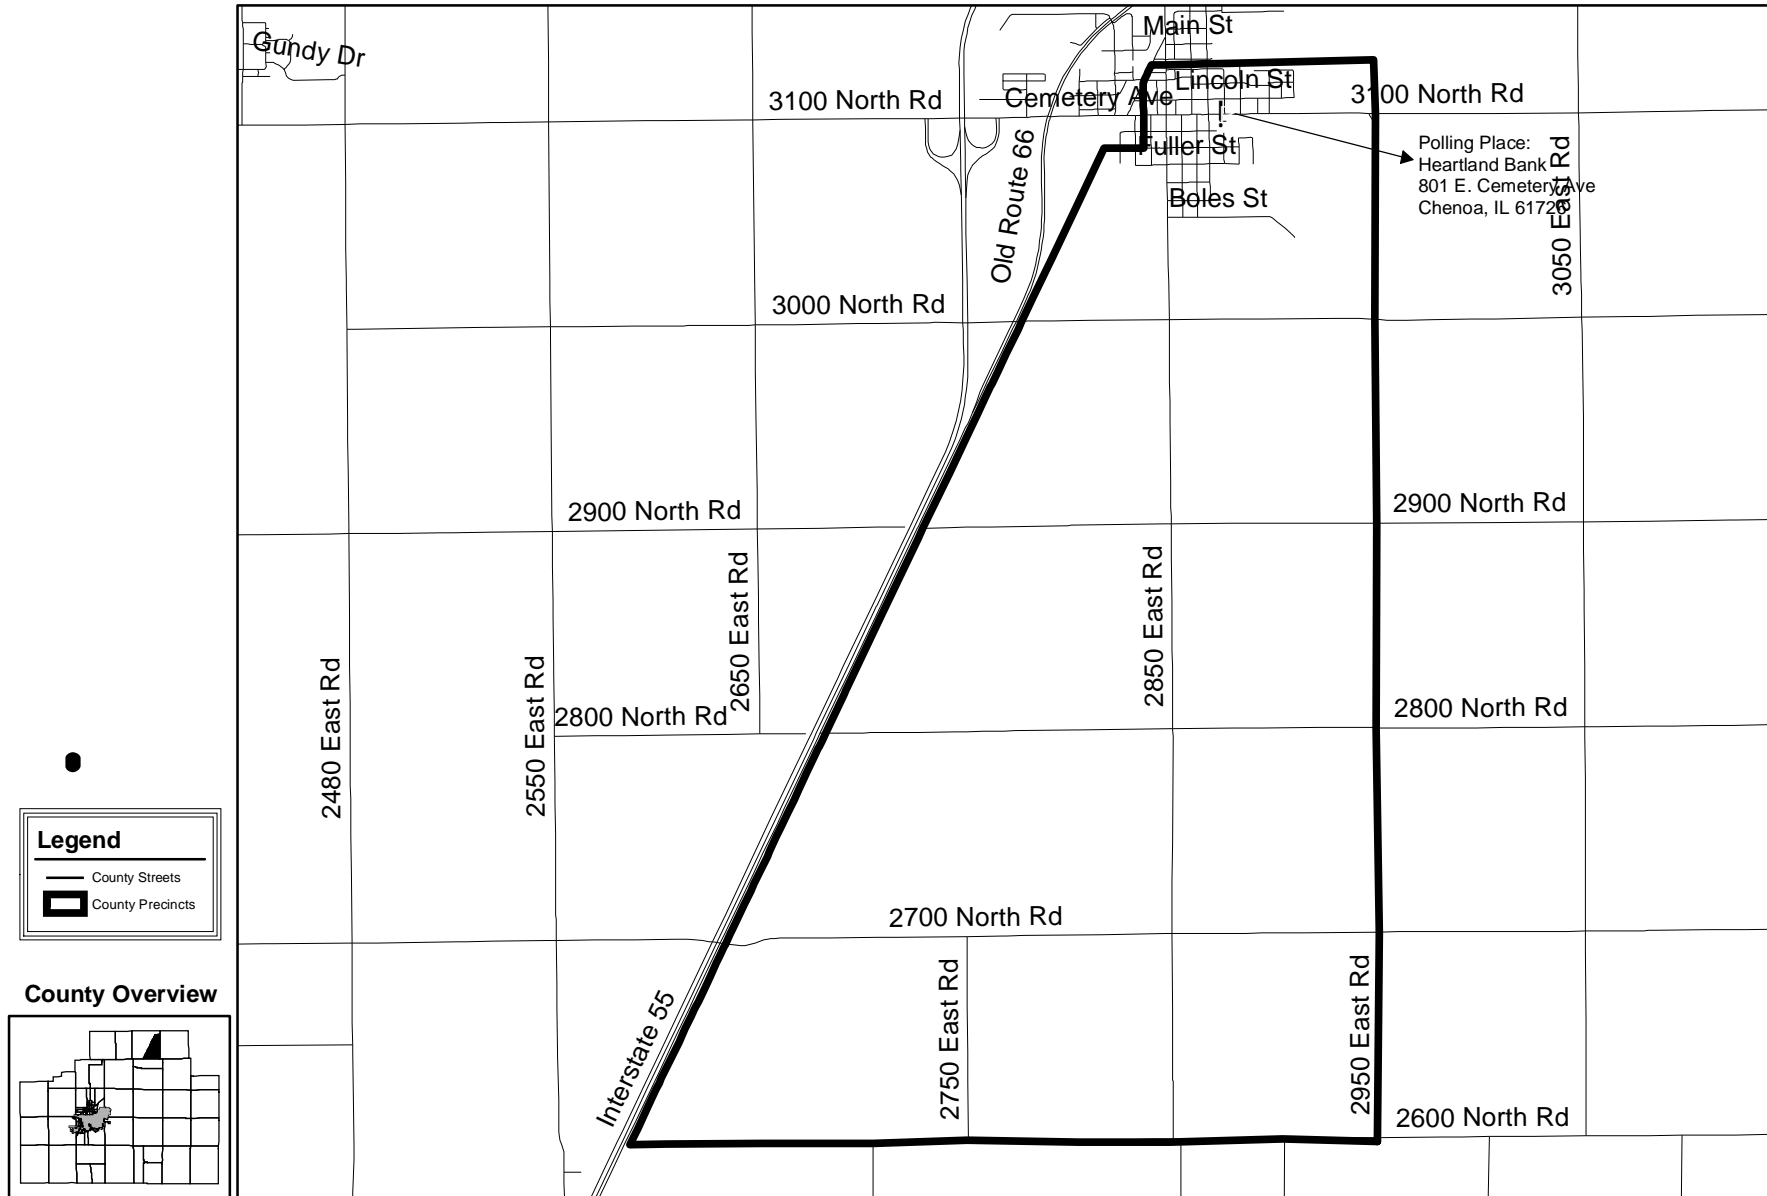 Gundy Dr
Main St
Lincoln St
3100 North Rd
Cemetery Ave
3100 North Rd
Fuller St
Polling Place:
Heartland Bank
801 E. Cemetery Ave
Chenoa, IL 61726
Boles St
Old Route 66
3050 East Rd
3000 North Rd
2900 North Rd
2900 North Rd
2650 East Rd
2850 East Rd
2480 East Rd
2550 East Rd
2800 North Rd
2800 North Rd
Legend
County Streets
County Precincts
2700 North Rd
County Overview
Interstate 55
2750 East Rd
2950 East Rd
2600 North Rd